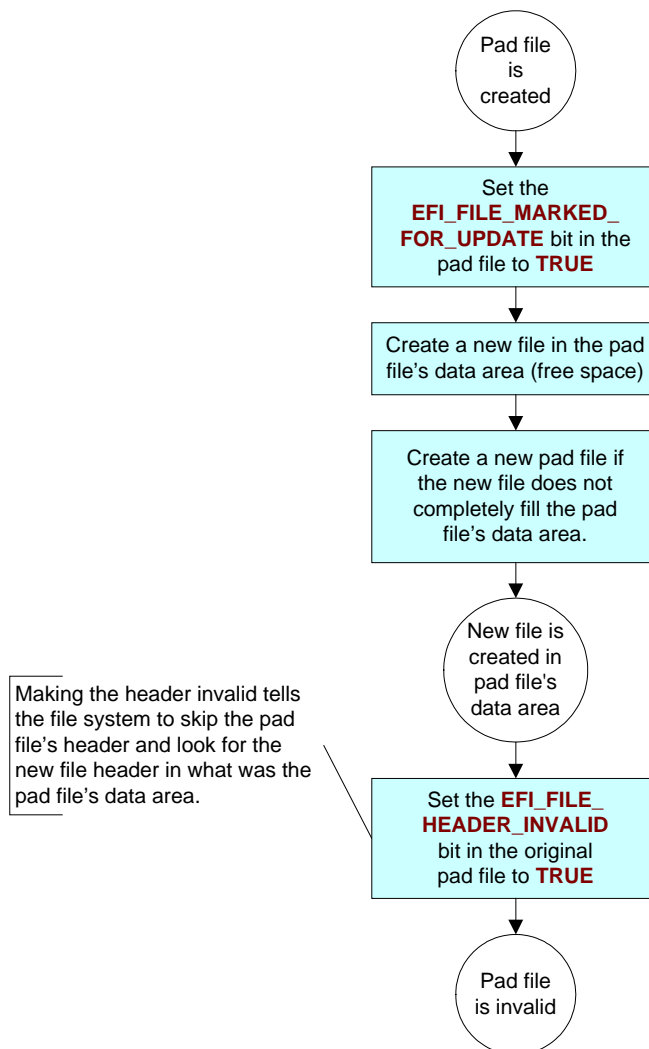 Pad file
is
created
Set the
EFI_FILE_MARKED_
FOR_UPDATE bit in the
pad file to TRUE
Create a new file in the pad
file's data area (free space)
Create a new pad file if
the new file does not
completely fill the pad
file's data area.
New file is
created in
pad file's
data area
Making the header invalid tells
the file system to skip the pad
file's header and look for the
new file header in what was the
pad file's data area.
Set the EFI_FILE_
HEADER_INVALID
bit in the original
pad file to TRUE
Pad file
is invalid